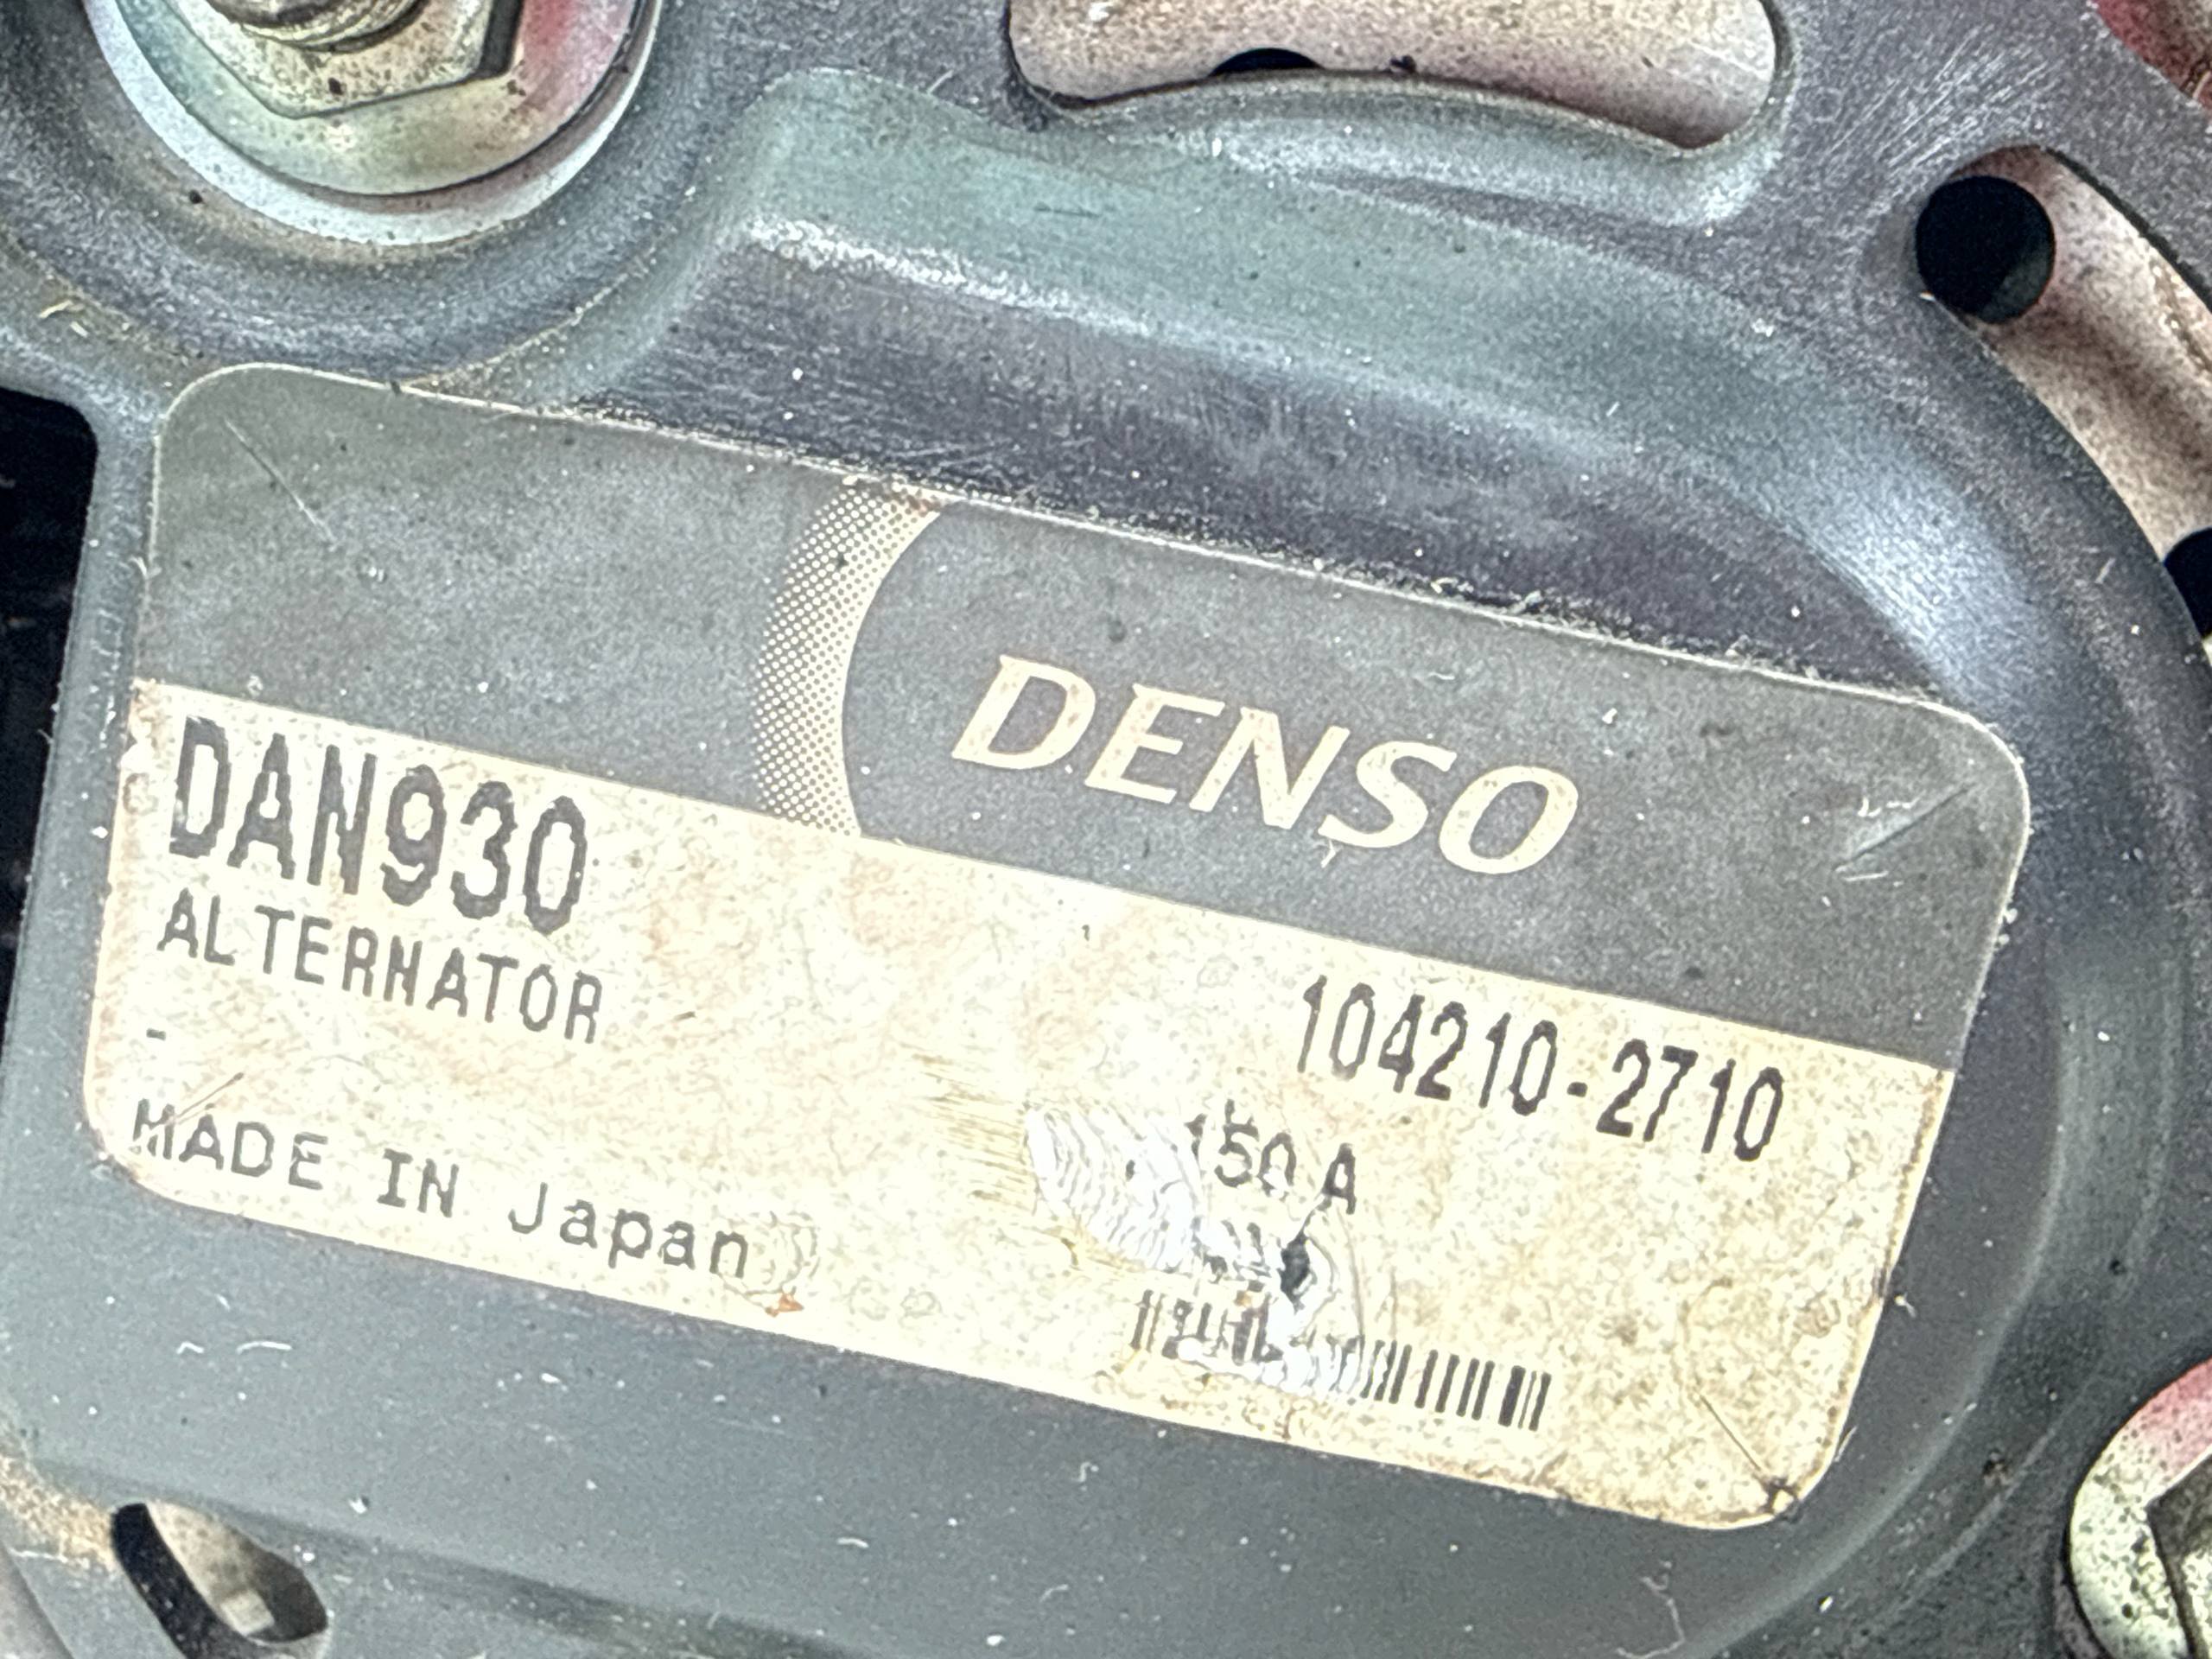 DENSO
DAN930
ALTERNATOR
104210-2710
-
150 A
MADE IN Japan